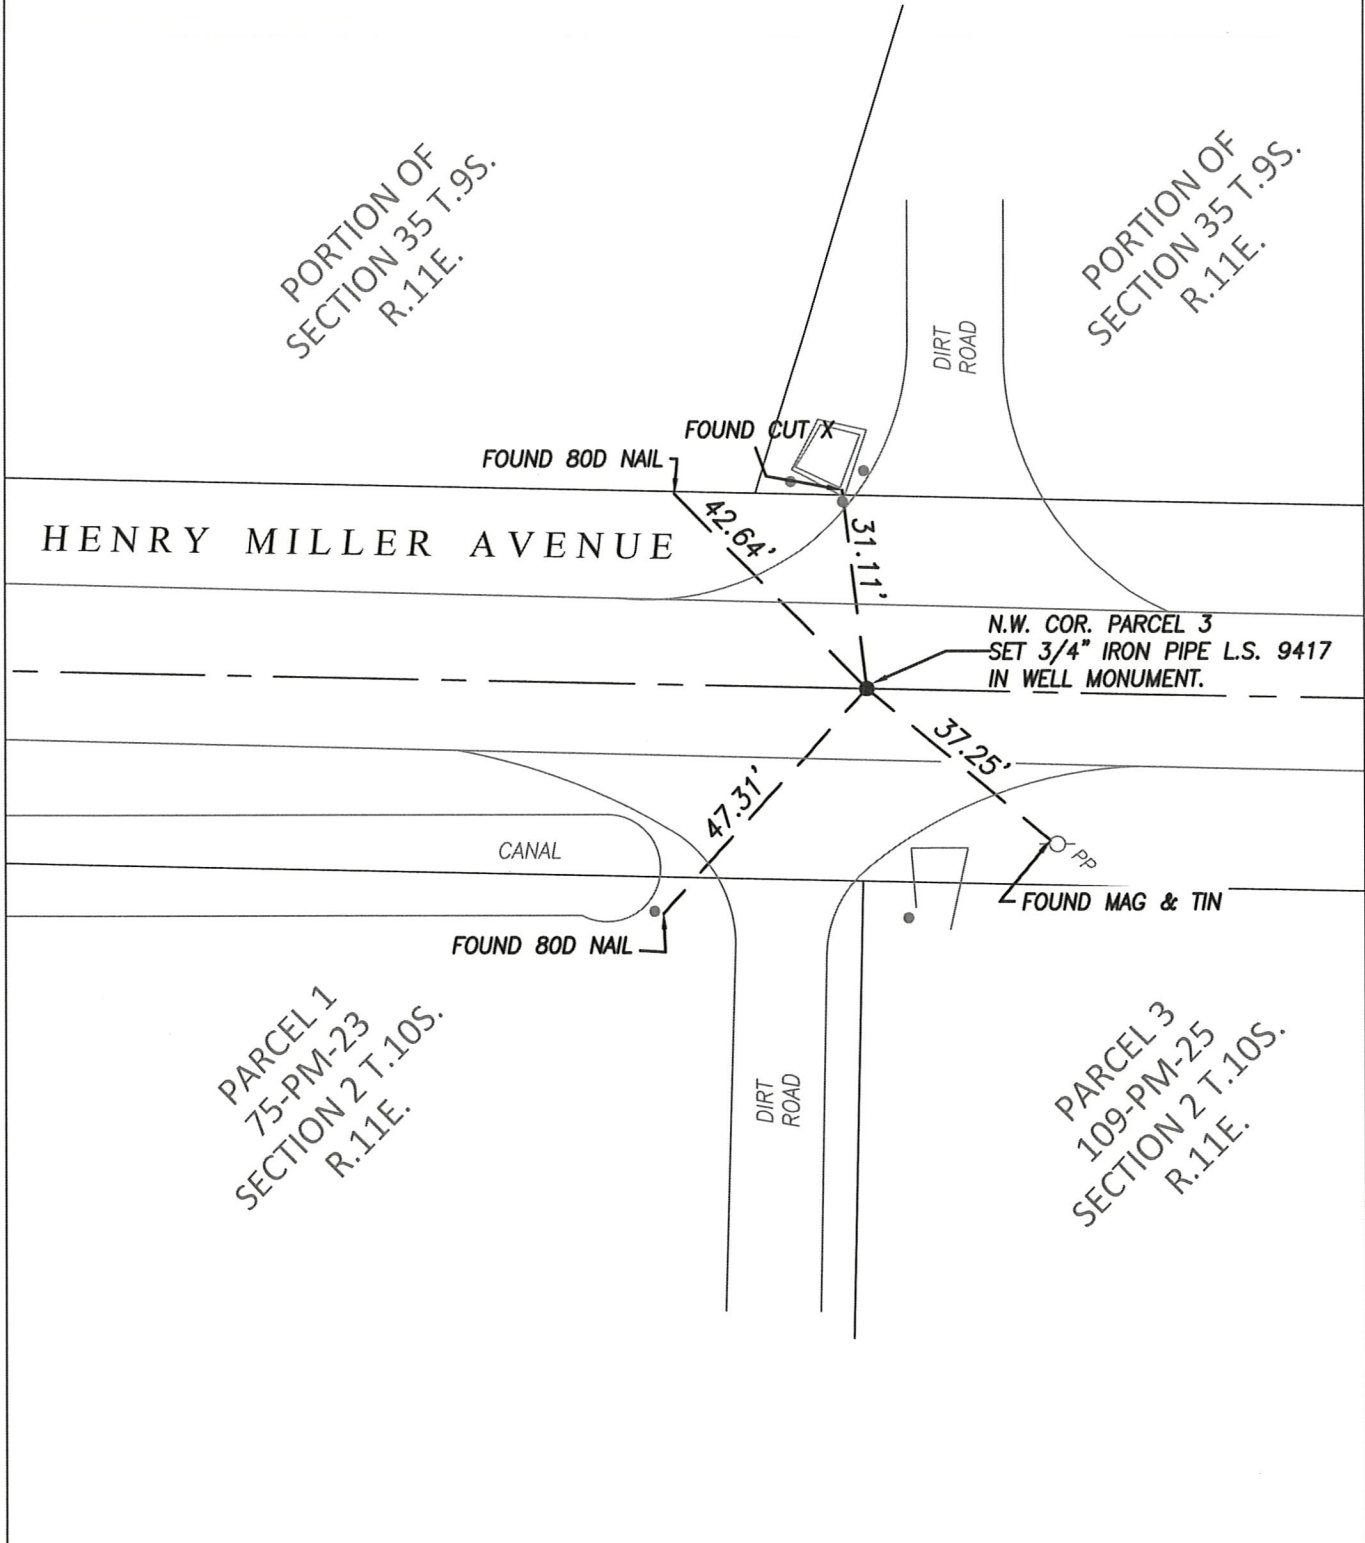 PORTION OF
SECTION 35 T.9S.
R.11E.
PORTION OF
SECTION 35 T.9S.
R.11E.
DIRT
ROAD
FOUND CUT X
FOUND 80D NAIL
HENRY MILLER AVENUE
42.64'
31.11'
N.W. COR. PARCEL 3
SET 3/4" IRON PIPE L.S. 9417
IN WELL MONUMENT.
37.25'
47.31'
CANAL
PP
FOUND MAG & TIN
FOUND 80D NAIL
PARCEL 1
75-PM-23
SECTION 2 T.10S.
R.11E.
DIRT
ROAD
PARCEL 3
109-PM-25
SECTION 2 T.10S.
R.11E.